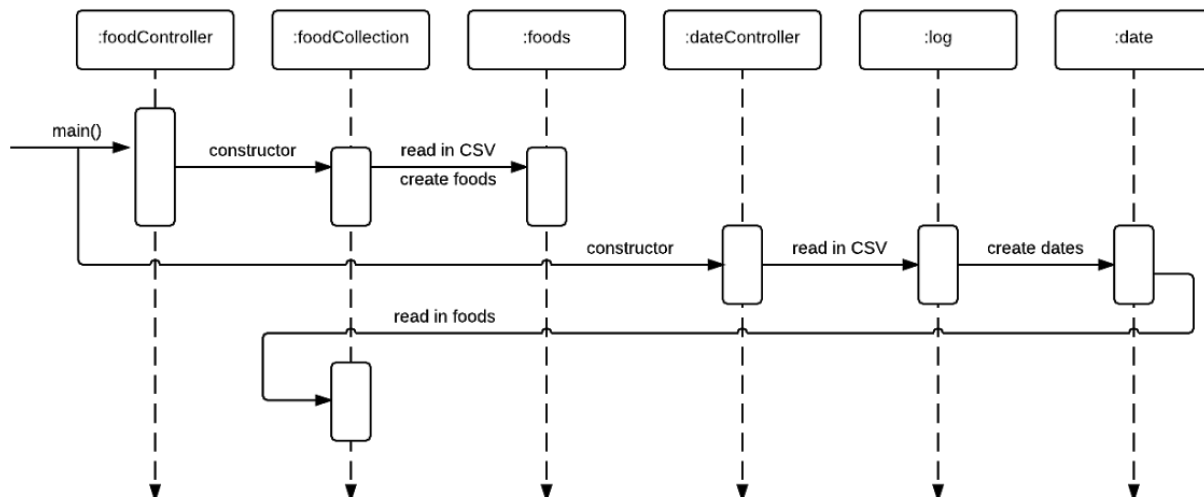 :foodController
:foodCollection
:foods
:dateController
:log
:date
main()
constructor
read in CSV
create foods
constructor
read in CSV
create dates
read in foods